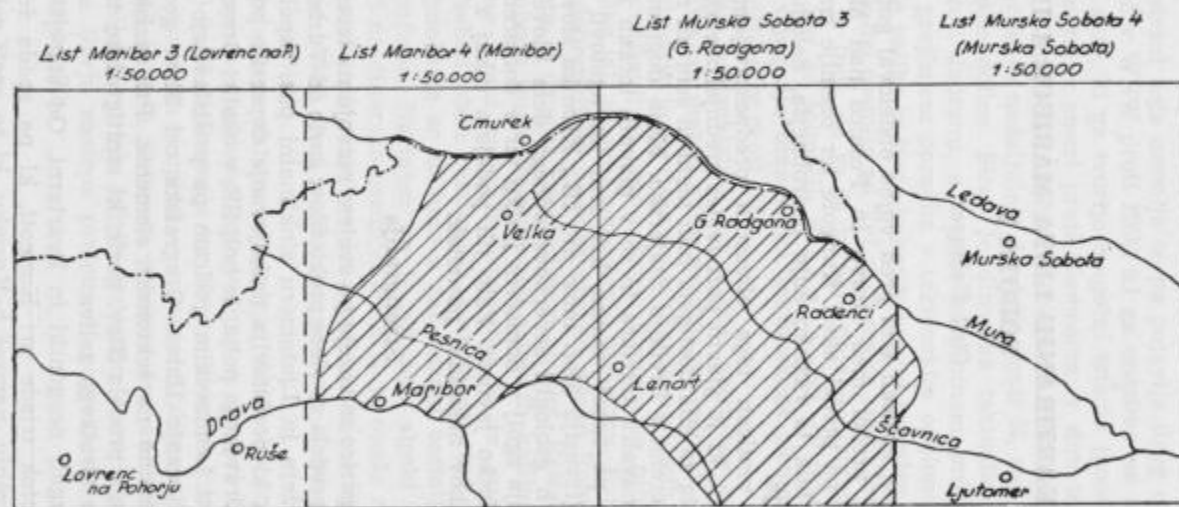 List Maribor 3 (Lovrenc na P.)
1:50.000
List Maribor 4 (Maribor)
1:50.000
List Murska Sobota 3
(G. Radgona)
1:50.000
List Murska Sobota 4
(Murska Sobota)
1:50.000
Cmurek
Velka
G. Radgona
Ledava
Murska Sobota
Radenci
Mura
Pesnica
Lenart
Maribor
Drava
Ruše
Ščavnica
Lovrenc
na Pohorju
Ljutomer